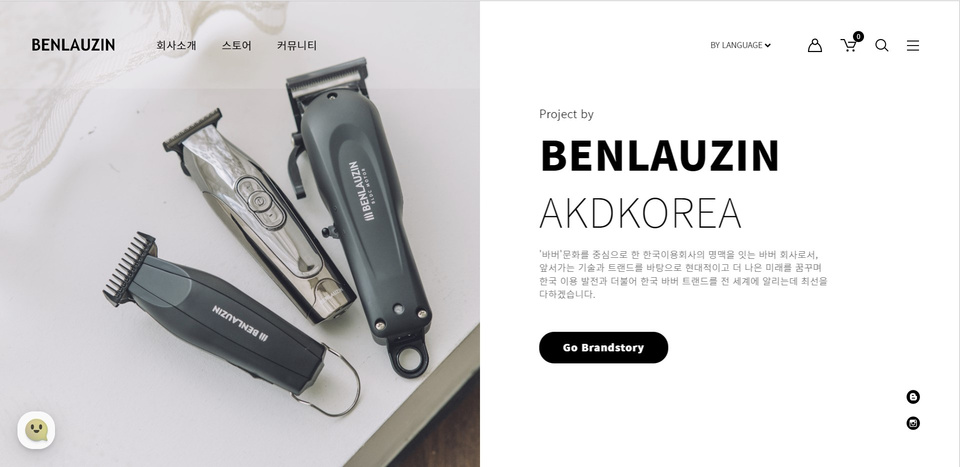 BENLAUZIN
회사소개 스토어 커뮤니티
BY LANGUAGE
0
BENLAUZIN
BLDC MOTOR
BENLAUZIN
Project by
BENLAUZIN
AKDKOREA
'바버'문화를 중심으로 한 한국이용회사의 명맥을 잇는 바버 회사로서,
앞서가는 기술과 트랜드를 바탕으로 현대적이고 더 나은 미래를 꿈꾸며
한국 이용 발전과 더불어 한국 바버 트랜드를 전 세계에 알리는데 최선을
다하겠습니다.
Go Brandstory